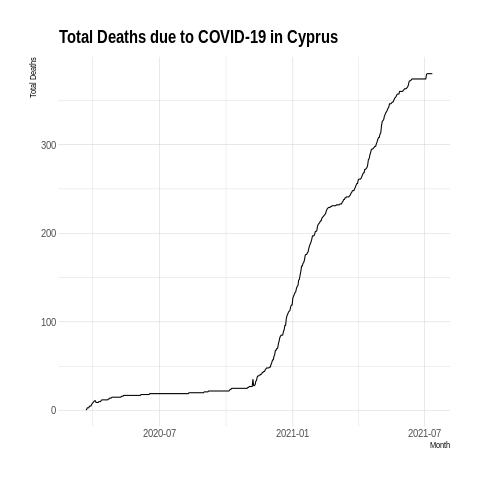 Total Deaths due to COVID-19 in Cyprus
Total Deaths
300
200
100
0
2020-07
2021-01
2021-07
Month